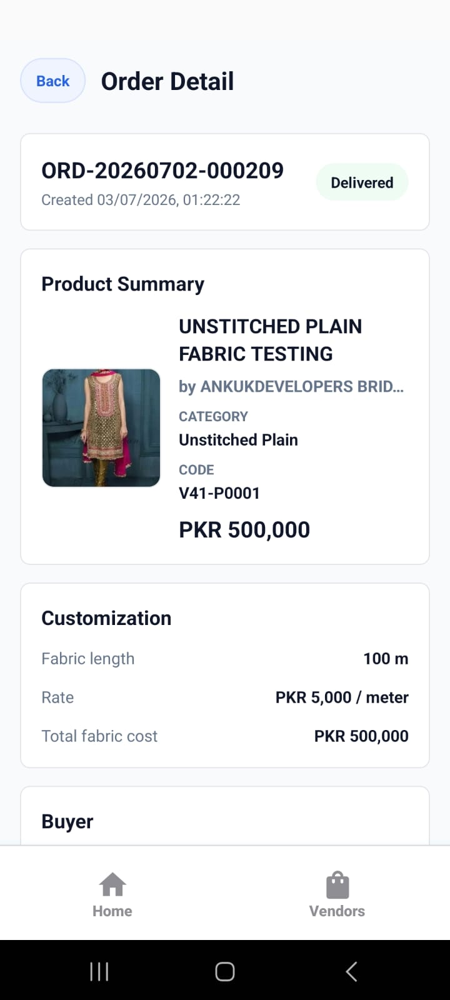 Back
Order Detail
ORD-20260702-000209
Delivered
Created 03/07/2026, 01:22:22
Product Summary
UNSTITCHED PLAIN
FABRIC TESTING
by ANKUKDEVELOPERS BRID...
CATEGORY
Unstitched Plain
CODE
V41-P0001
PKR 500,000
Customization
Fabric length
100 m
Rate
PKR 5,000 / meter
Total fabric cost
PKR 500,000
Buyer
Home
Vendors